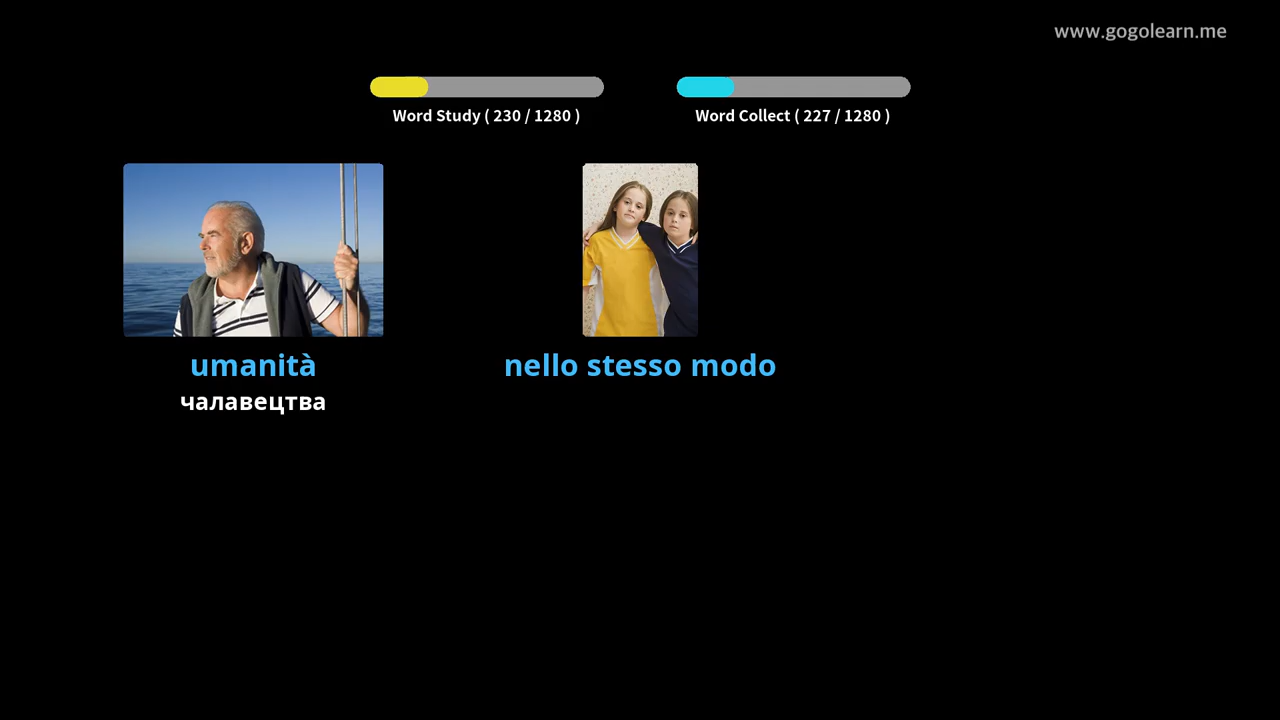 www.gogolearn.me
Word Study ( 230 / 1280 )
Word Collect ( 227 / 1280 )
umanità
чалавецтва
nello stesso modo